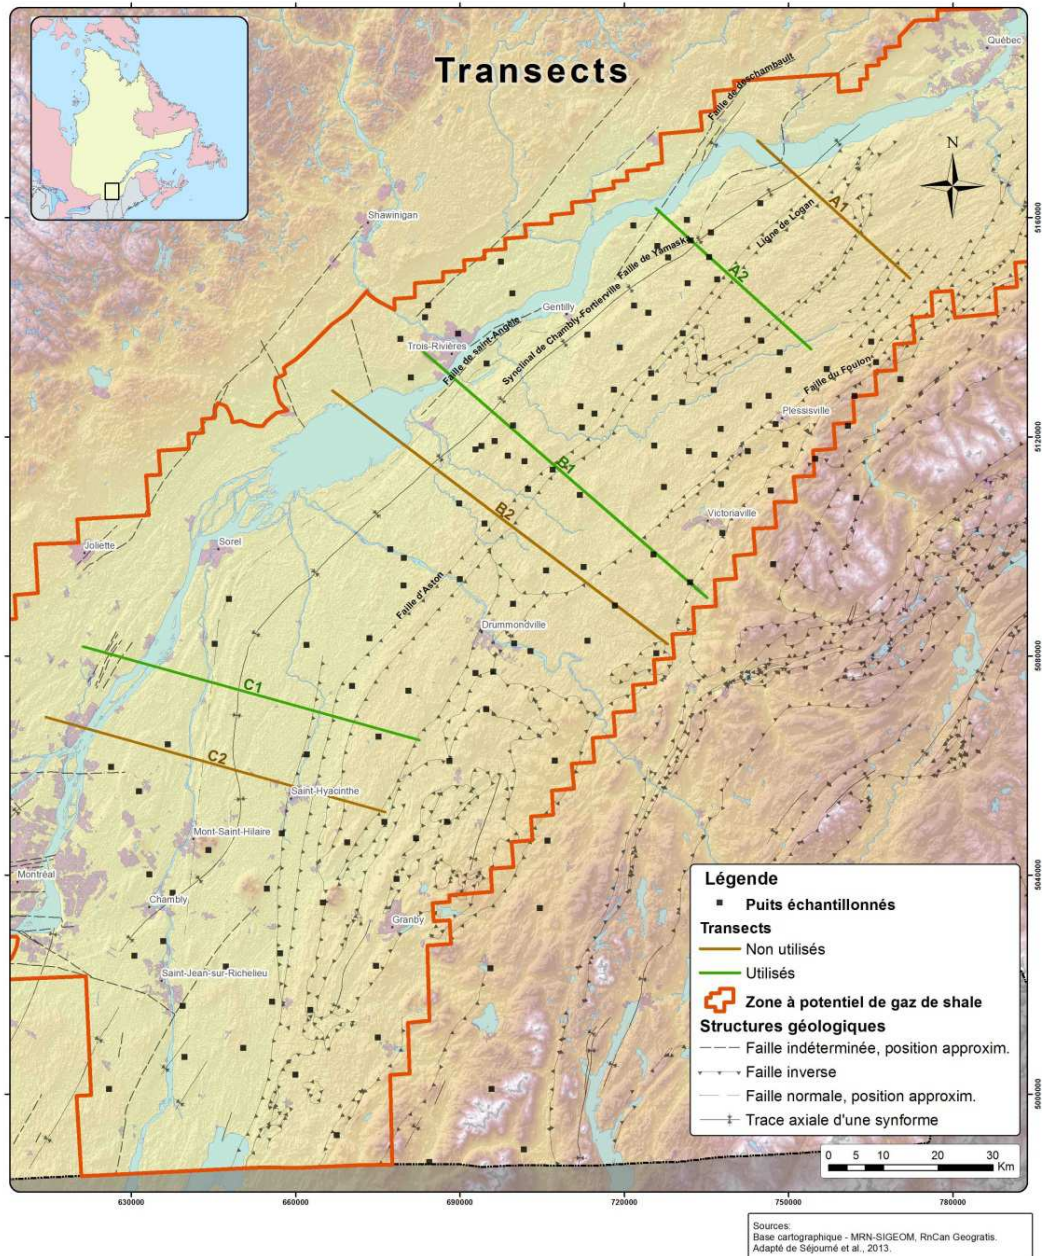 Transects
Québec
Faille de deschambault
N
Shawinigan
A1
Ligne de Logan
5160000
Faille de Yamaska
A2
Gentilly
Synclinal de Chambly-Fortierville
Faille de saint-Angèle
Trois-Rivières
Faille du Foulon
Plessisville
5120000
B1
B2
Victoriaville
Joliette
Sorel
Faille d'Aston
Drummondville
5080000
C1
C2
Saint-Hyacinthe
Mont-Saint-Hilaire
Montréal
Chambly
5040000
Granby
Saint-Jean-sur-Richelieu
5000000
Légende
Puits échantillonnés
Transects
Non utilisés
Utilisés
Zone à potentiel de gaz de shale
Structures géologiques
Faille indéterminée, position approxim.
Faille inverse
Faille normale, position approxim.
Trace axiale d'une synforme
0 5 10 20 30
Km
630000 660000 690000 720000 750000 780000
Sources:
Base cartographique - MRN-SIGEOM, RnCan Geogratis.
Adapté de Séjourné et al., 2013.